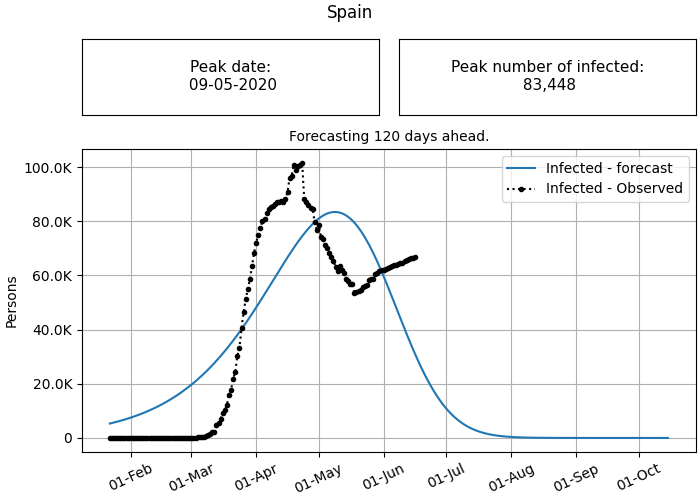 Spain
Peak date:
09-05-2020
Peak number of infected:
83,448
Forecasting 120 days ahead.
Infected - forecast
Infected - Observed
100.0K
80.0K
60.0K
40.0K
20.0K
0
Persons
01-Feb
01-Mar
01-Apr
01-May
01-Jun
01-Jul
01-Aug
01-Sep
01-Oct